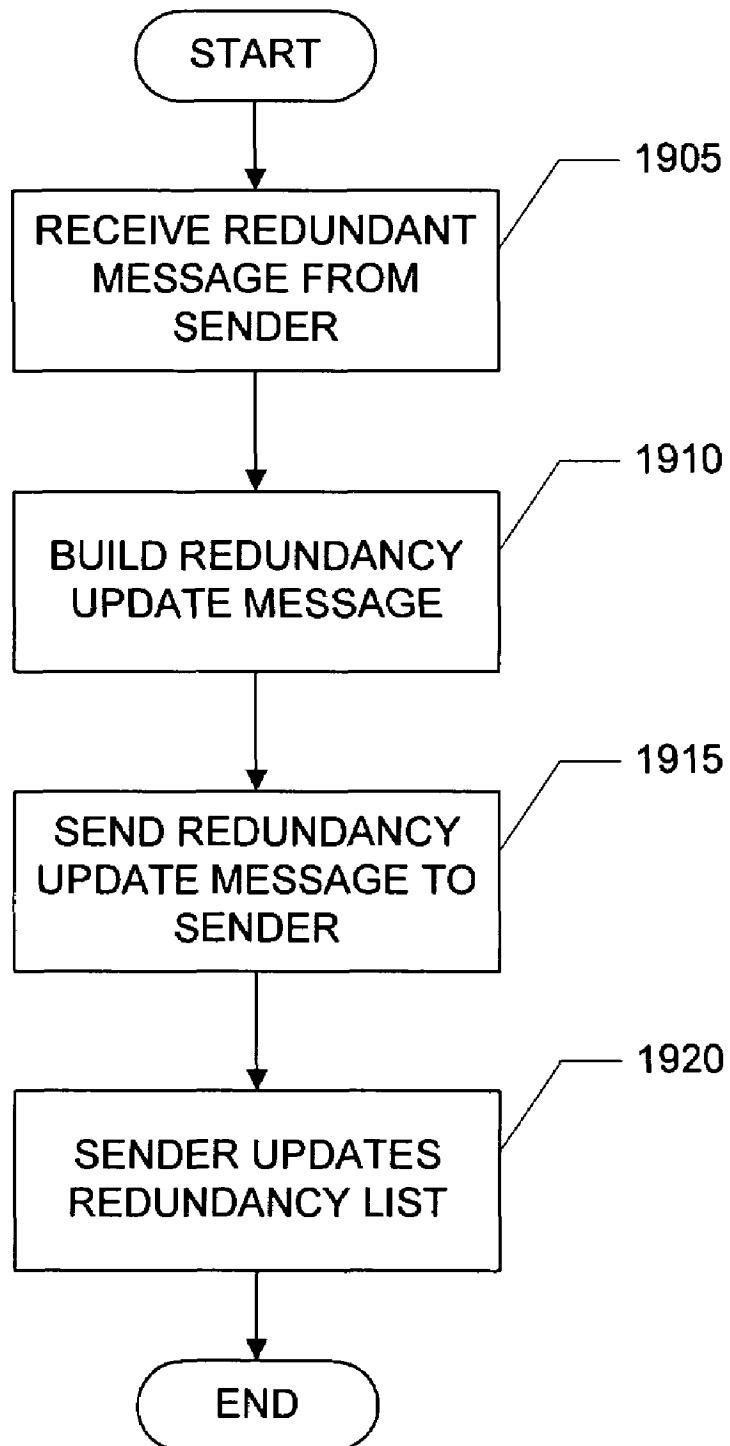 START
1905
RECEIVE REDUNDANT
MESSAGE FROM
SENDER
1910
BUILD REDUNDANCY
UPDATE MESSAGE
1915
SEND REDUNDANCY
UPDATE MESSAGE TO
SENDER
1920
SENDER UPDATES
REDUNDANCY LIST
END